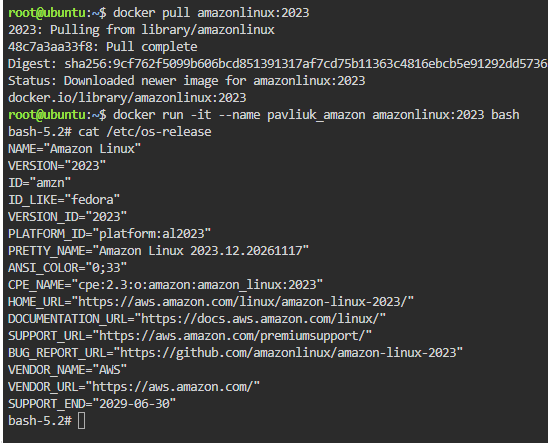 root@ubuntu:~$ docker pull amazonlinux:2023
2023: Pulling from library/amazonlinux
48c7a3aa33f8: Pull complete
Digest: sha256:9cf762f5099b606bcd851391317af7cd75b11363c4816ebcb5e91292dd5736
Status: Downloaded newer image for amazonlinux:2023
docker.io/library/amazonlinux:2023
root@ubuntu:~$ docker run -it --name pavliuk_amazon amazonlinux:2023 bash
bash-5.2# cat /etc/os-release
NAME="Amazon Linux"
VERSION="2023"
ID="amzn"
ID_LIKE="fedora"
VERSION_ID="2023"
PLATFORM_ID="platform:al2023"
PRETTY_NAME="Amazon Linux 2023.12.20261117"
ANSI_COLOR="0;33"
CPE_NAME="cpe:2.3:o:amazon:amazon_linux:2023"
HOME_URL="https://aws.amazon.com/linux/amazon-linux-2023/"
DOCUMENTATION_URL="https://docs.aws.amazon.com/linux/"
SUPPORT_URL="https://aws.amazon.com/premiumsupport/"
BUG_REPORT_URL="https://github.com/amazonlinux/amazon-linux-2023"
VENDOR_NAME="AWS"
VENDOR_URL="https://aws.amazon.com/"
SUPPORT_END="2029-06-30"
bash-5.2#